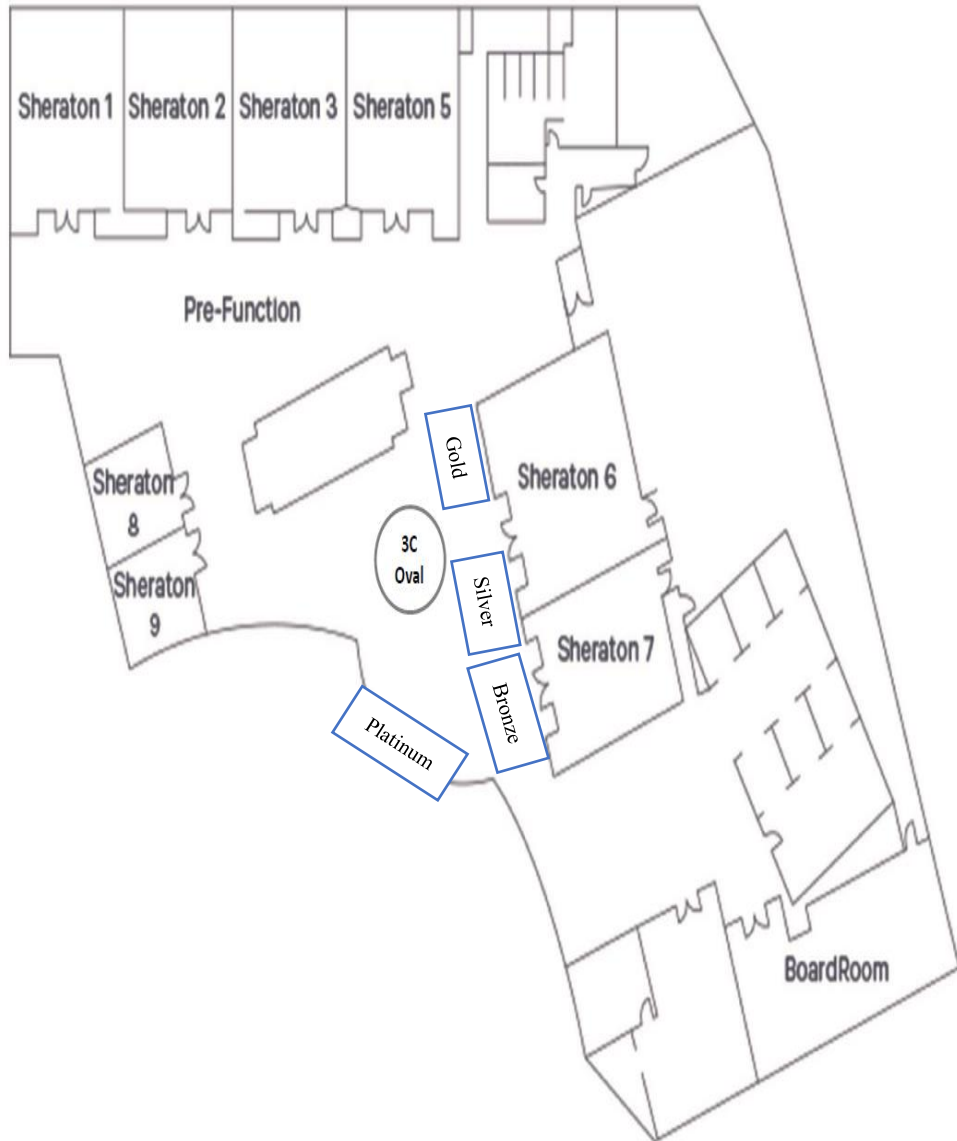 Sheraton 1
Sheraton 2
Sheraton 3
Sheraton 5
Pre-Function
Gold
Sheraton 6
Sheraton
8
3C
Oval
Silver
Sheraton
9
Sheraton 7
Bronze
Platinum
BoardRoom